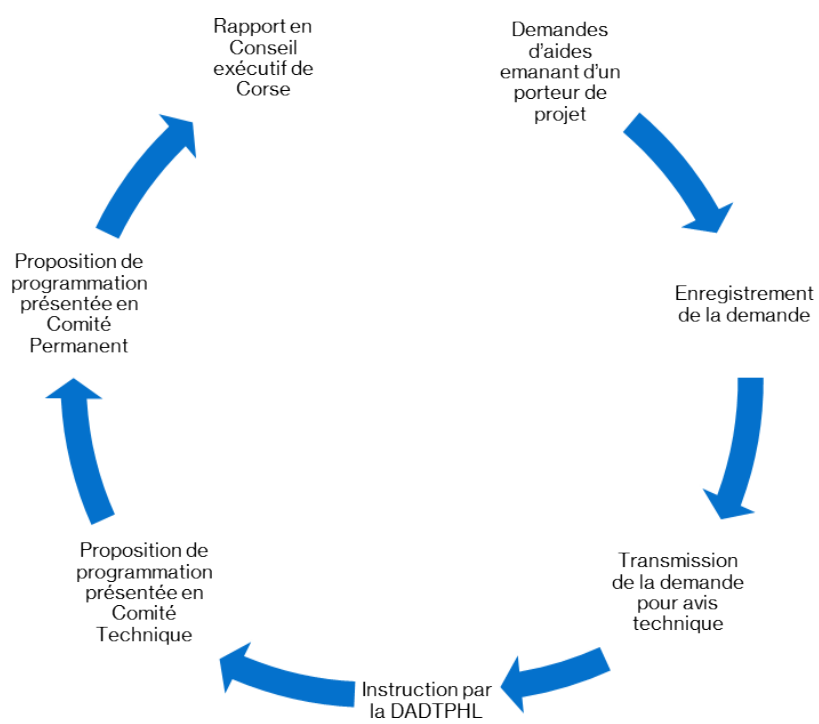 Demandes
d'aides
emanant d'un
porteur de
projet
Enregistrement
de la demande
Transmission
de la demande
pour avis
technique
Instruction par
la DADTPHL
Proposition de
programmation
présentée en
Comité
Technique
Proposition de
programmation
présentée en
Comité
Permanent
Rapport en
Conseil
exécutif de
Corse